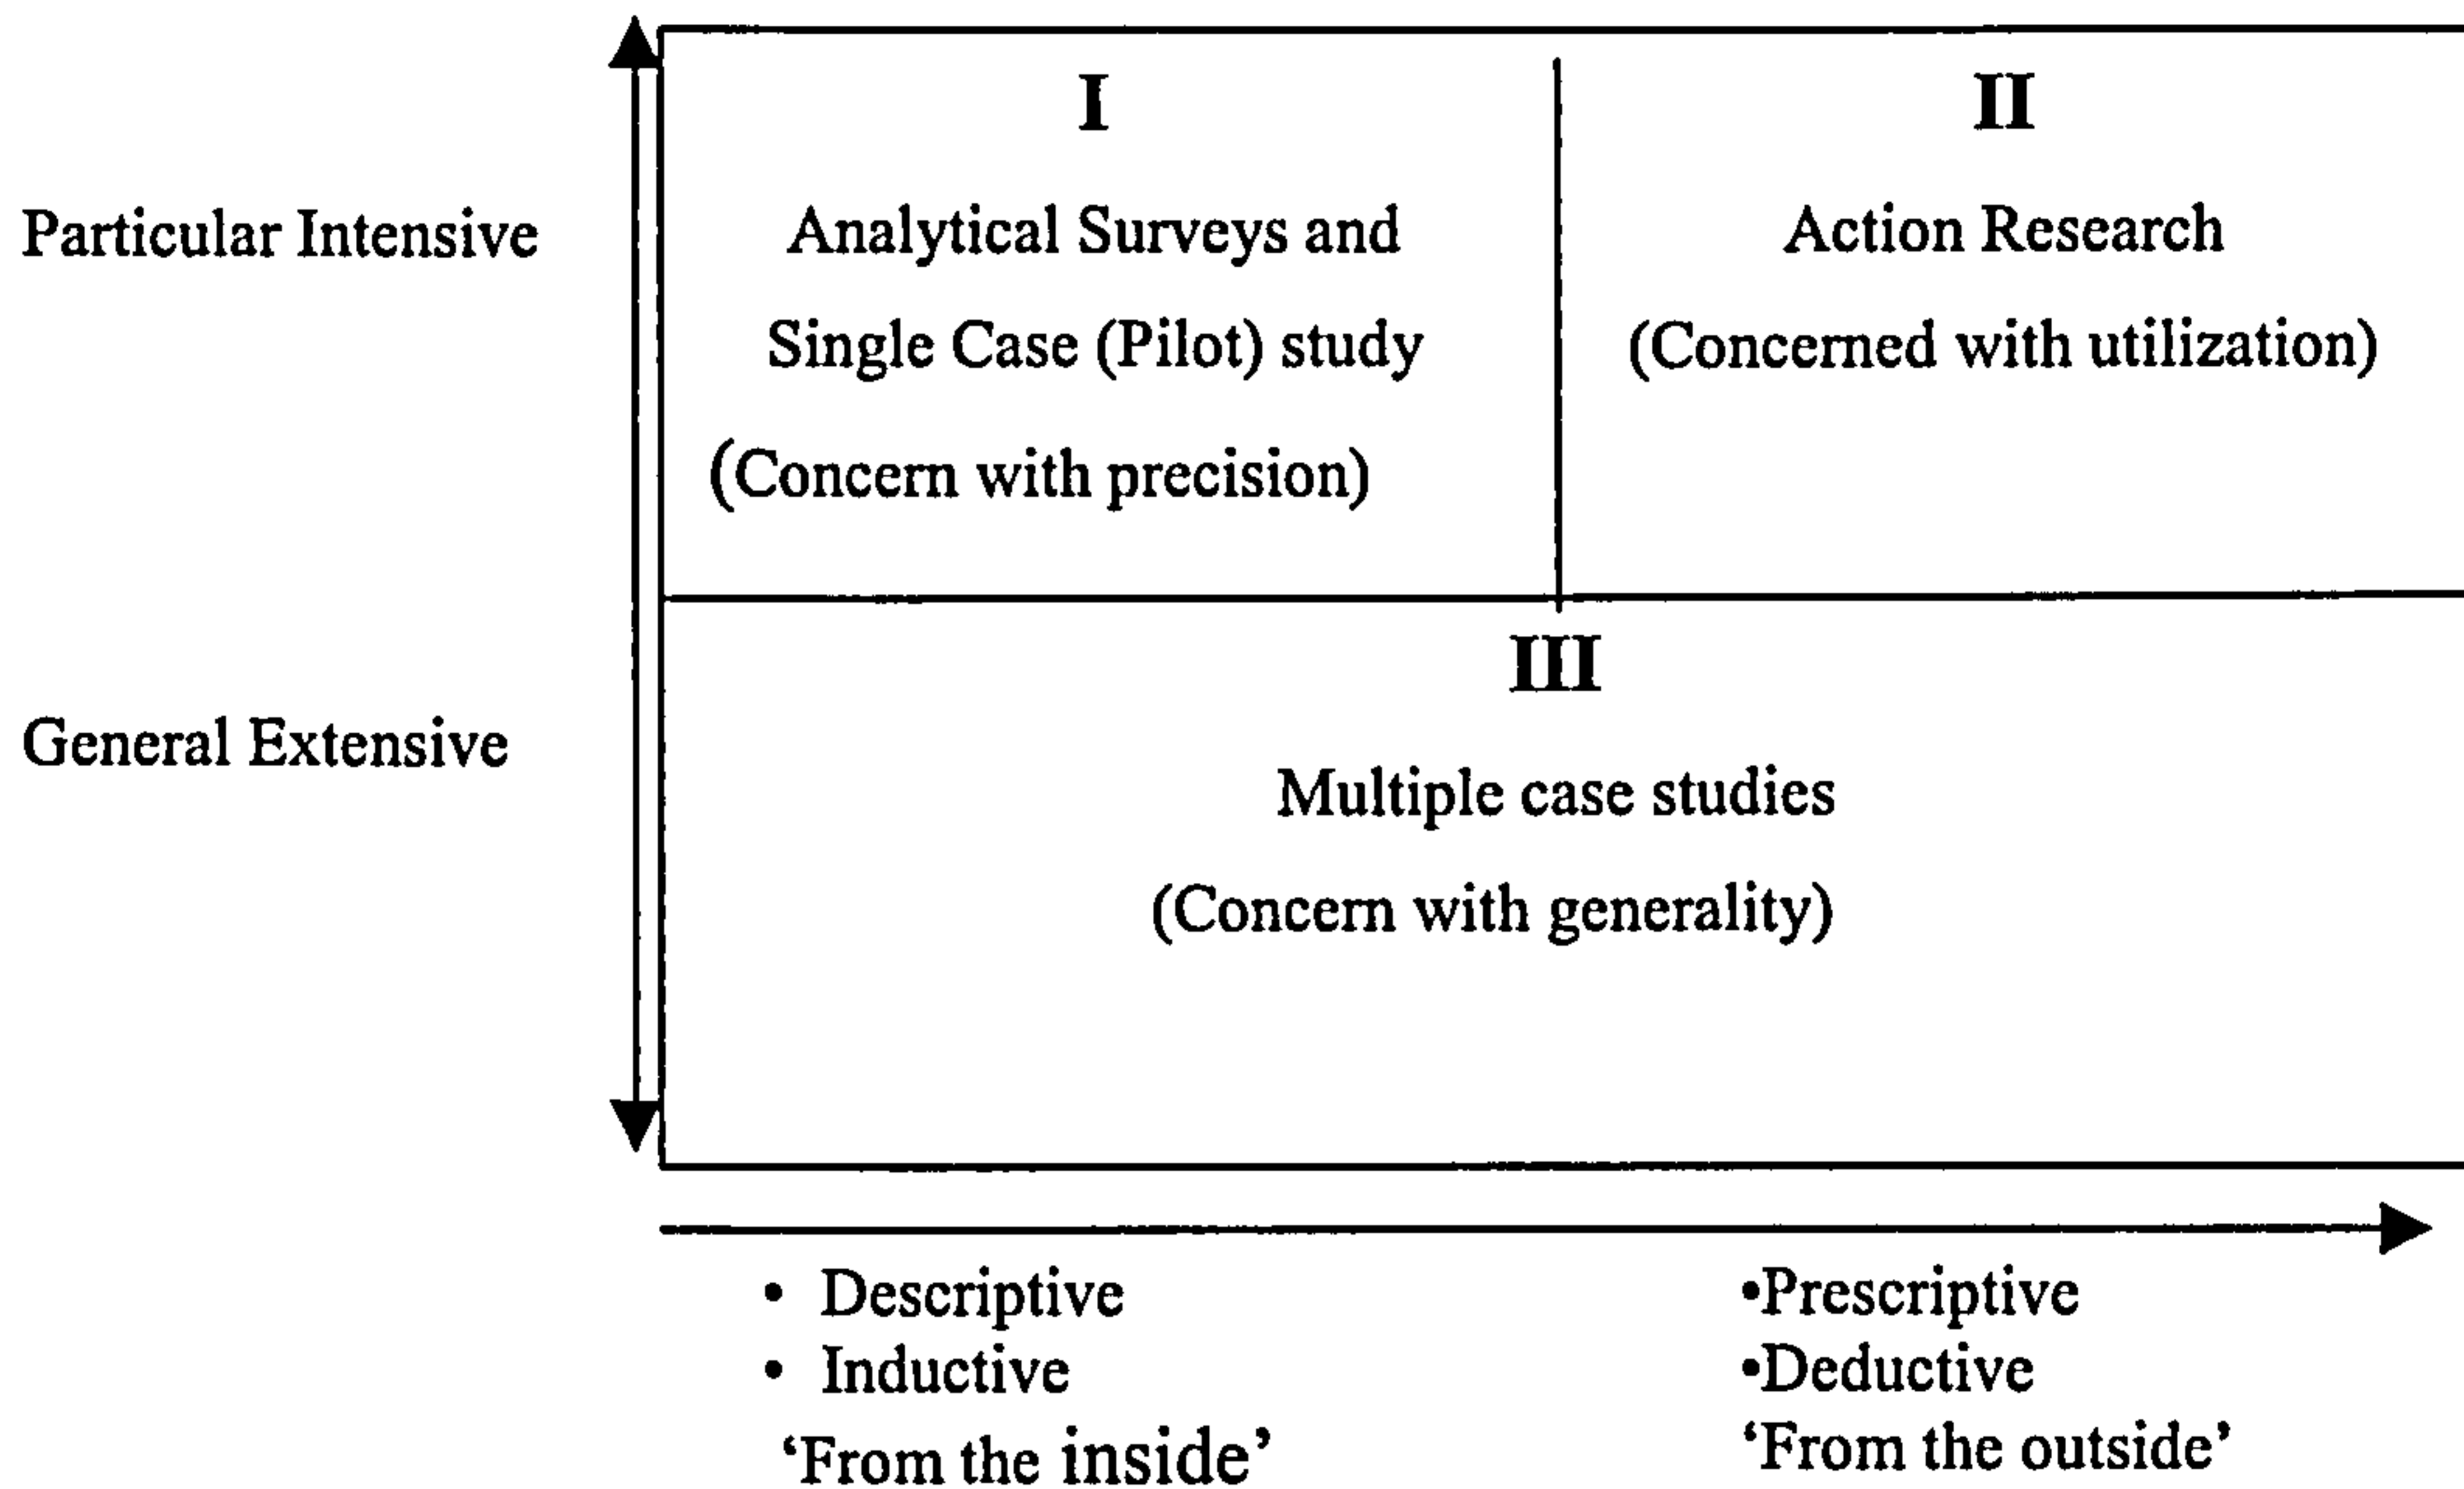 I
II
Particular Intensive
Analytical Surveys and
Single Case (Pilot) study
(Concern with precision)
Action Research
(Concerned with utilization)
III
General Extensive
Multiple case studies
(Concern with generality)
• Descriptive
• Inductive
‘From the inside’
•Prescriptive
•Deductive
‘From the outside’